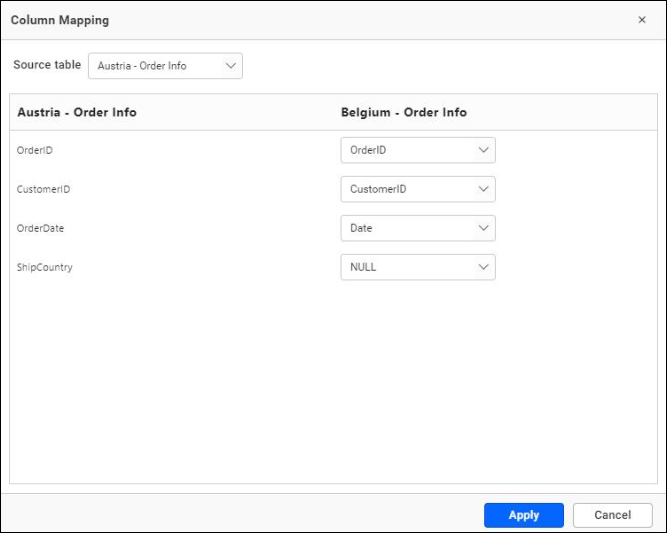 Column Mapping ×
Source table Austria - Order Info
Austria - Order Info Belgium - Order Info
OrderID OrderID
CustomerID CustomerID
OrderDate Date
ShipCountry NULL
Apply Cancel